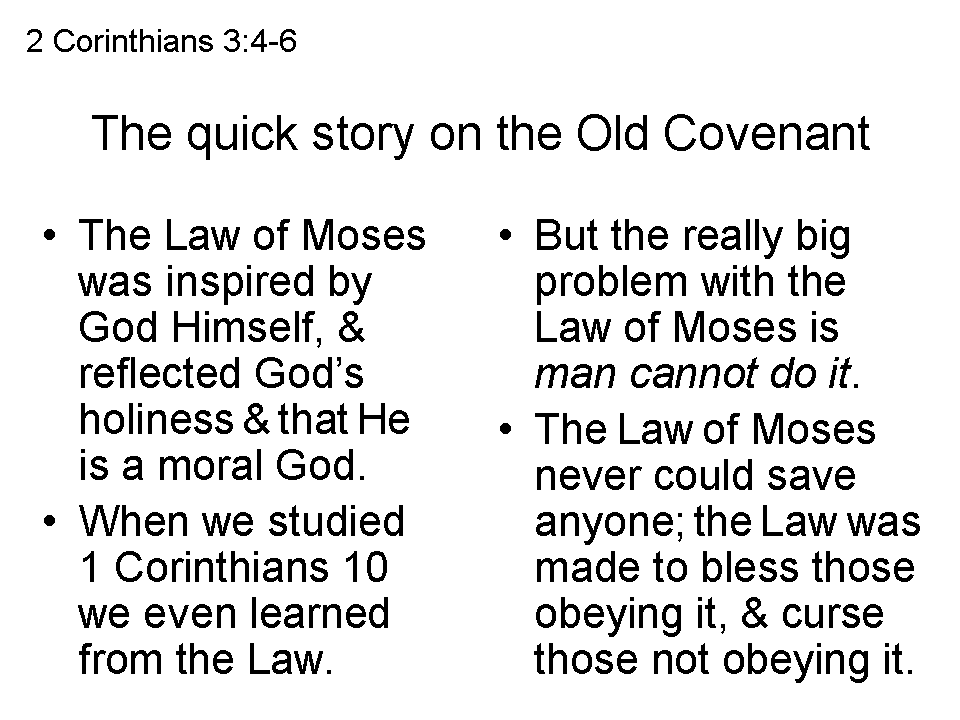 2 Corinthians 3:4-6
The quick story on the Old Covenant
• The Law of Moses
was inspired by
God Himself, &
reflected God’s
holiness & that He
is a moral God.
• When we studied
1 Corinthians 10
we even learned
from the Law.
• But the really big
problem with the
Law of Moses is
man cannot do it.
• The Law of Moses
never could save
anyone; the Law was
made to bless those
obeying it, & curse
those not obeying it.